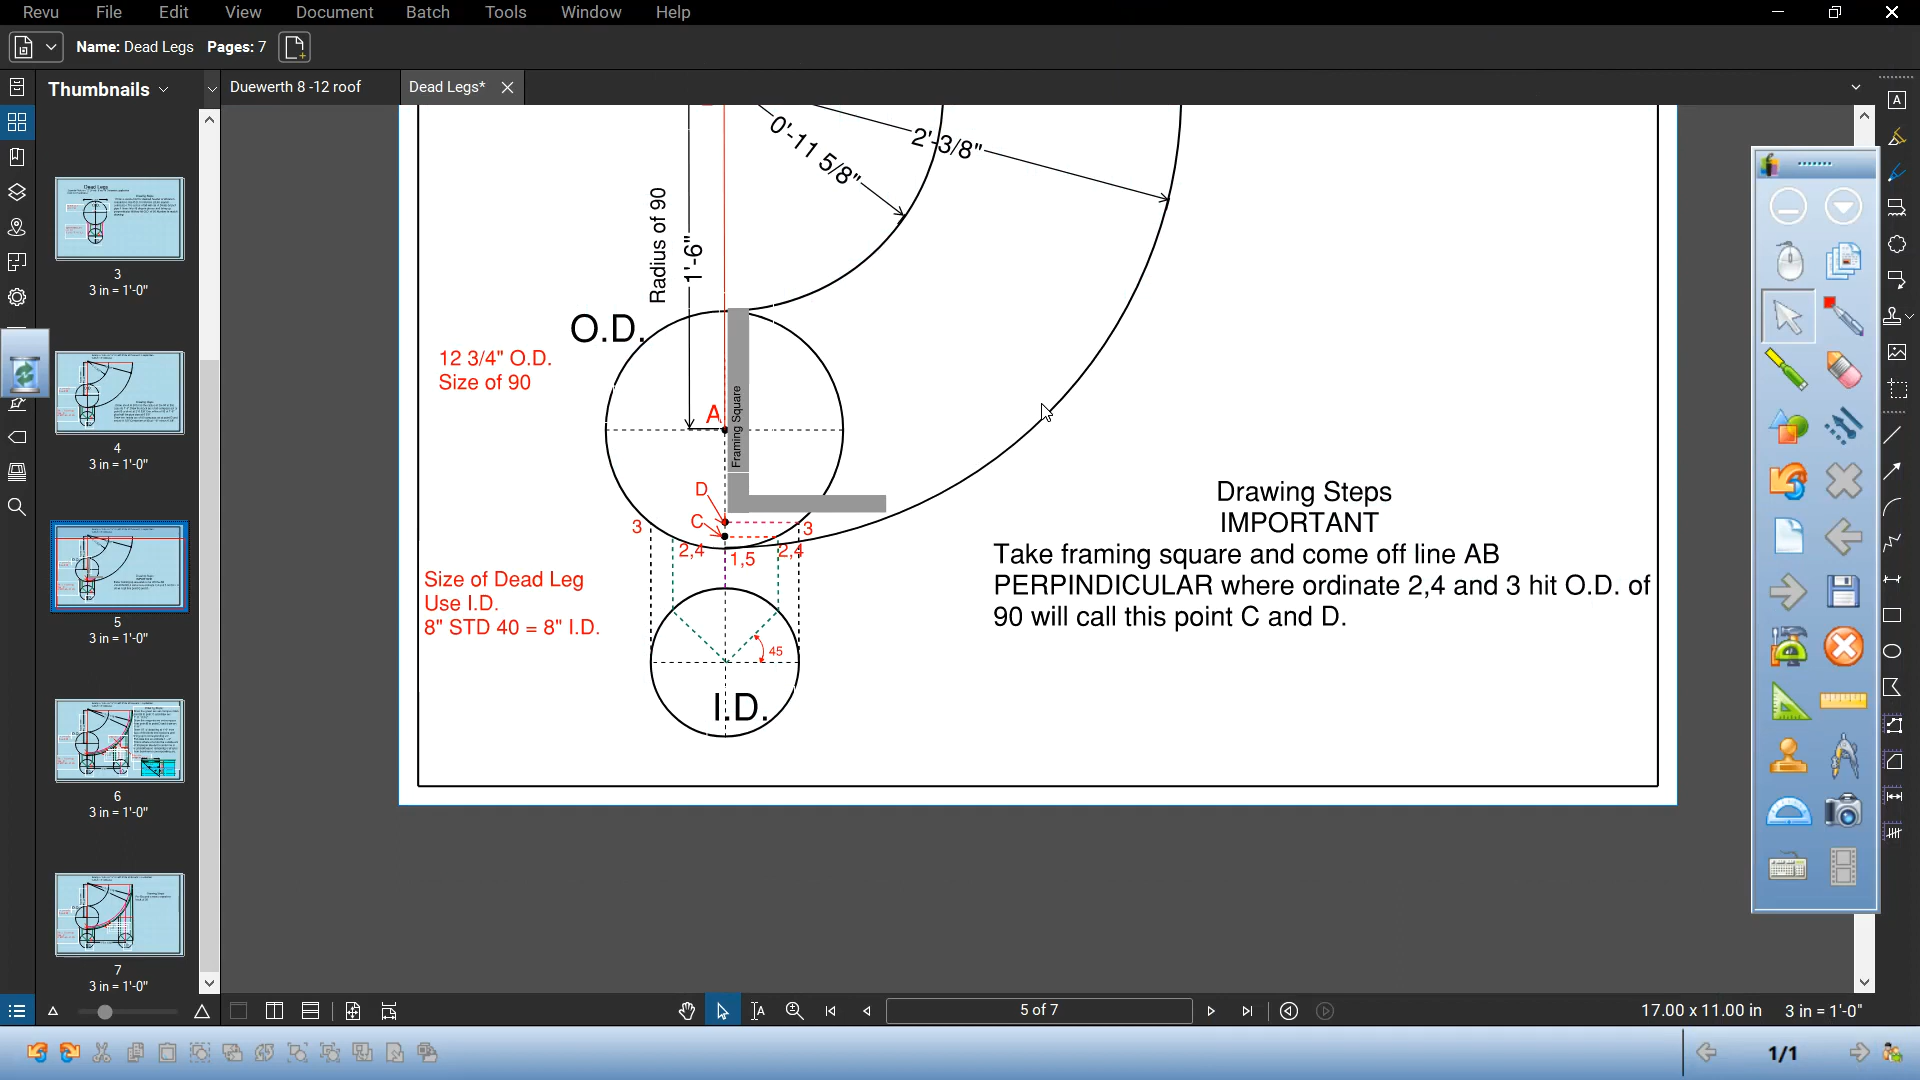 Revu File Edit View Document Batch Tools Window Help
Name: Dead Legs Pages: 7
Thumbnails
Duewerth 8 -12 roof
Dead Legs*
3
3 in = 1'-0"
4
3 in = 1'-0"
5
3 in = 1'-0"
6
3 in = 1'-0"
7
3 in = 1'-0"
0'-11 5/8"
2'-3/8"
Radius of 90
1'-6"
O.D.
12 3/4" O.D.
Size of 90
A
Framing Square
D
C
3
3
2,4
1,5
2,4
Size of Dead Leg
Use I.D.
8" STD 40 = 8" I.D.
45
I.D.
Drawing Steps
IMPORTANT
Take framing square and come off line AB
PERPINDICULAR where ordinate 2,4 and 3 hit O.D. of
90 will call this point C and D.
5 of 7
17.00 x 11.00 in
3 in = 1'-0"
1/1